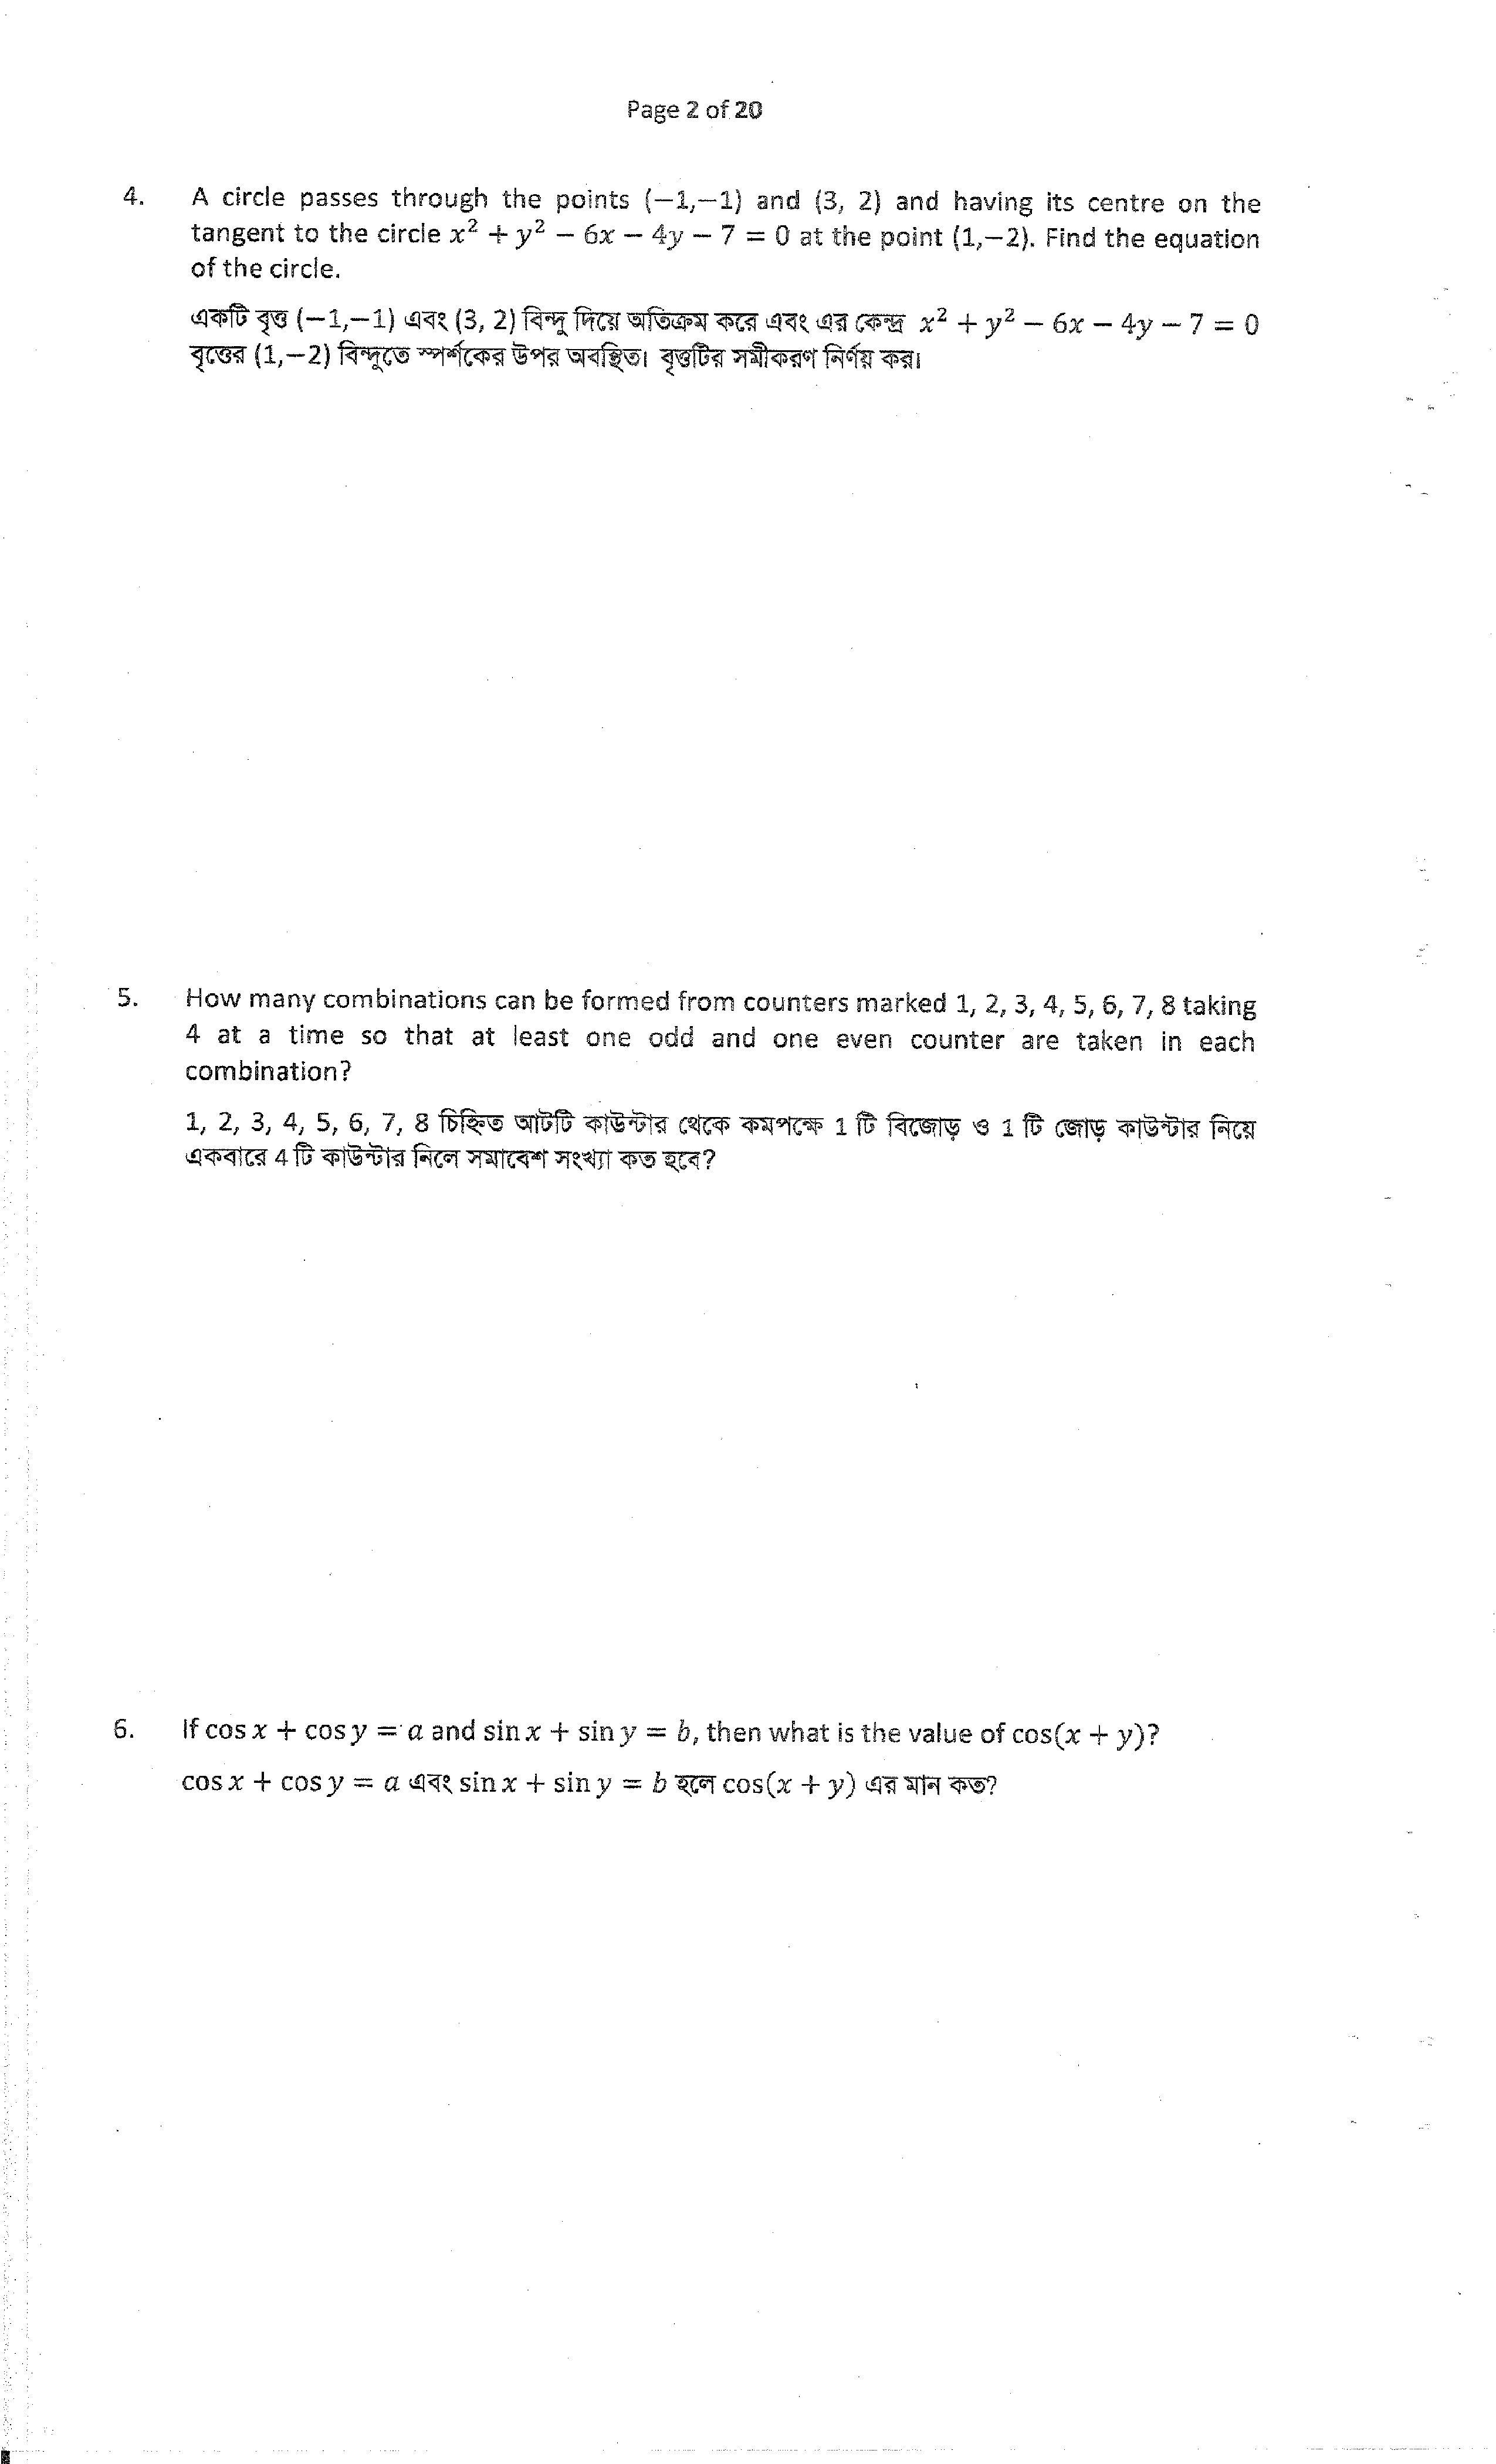 Page 2 of 20
4. A circle passes through the points (−1,−1) and (3, 2) and having its centre on the
tangent to the circle x² + y² − 6x − 4y − 7 = 0 at the point (1,−2). Find the equation
of the circle.
একটি বৃত্ত (−1,−1) এবং (3, 2) বিন্দু দিয়ে অতিক্রম করে এবং এর কেন্দ্র x² + y² − 6x − 4y − 7 = 0
বৃত্তের (1,−2) বিন্দুতে স্পর্শকের উপর অবস্থিত। বৃত্তটির সমীকরণ নির্ণয় কর।
5. How many combinations can be formed from counters marked 1, 2, 3, 4, 5, 6, 7, 8 taking
4 at a time so that at least one odd and one even counter are taken in each
combination?
1, 2, 3, 4, 5, 6, 7, 8 চিহ্নিত আটটি কাউন্টার থেকে কমপক্ষে 1 টি বিজোড় ও 1 টি জোড় কাউন্টার নিয়ে
একবারে 4 টি কাউন্টার নিলে সমাবেশ সংখ্যা কত হবে?
6. If cos x + cos y = a and sin x + sin y = b, then what is the value of cos(x + y)?
cos x + cos y = a এবং sin x + sin y = b হলে cos(x + y) এর মান কত?